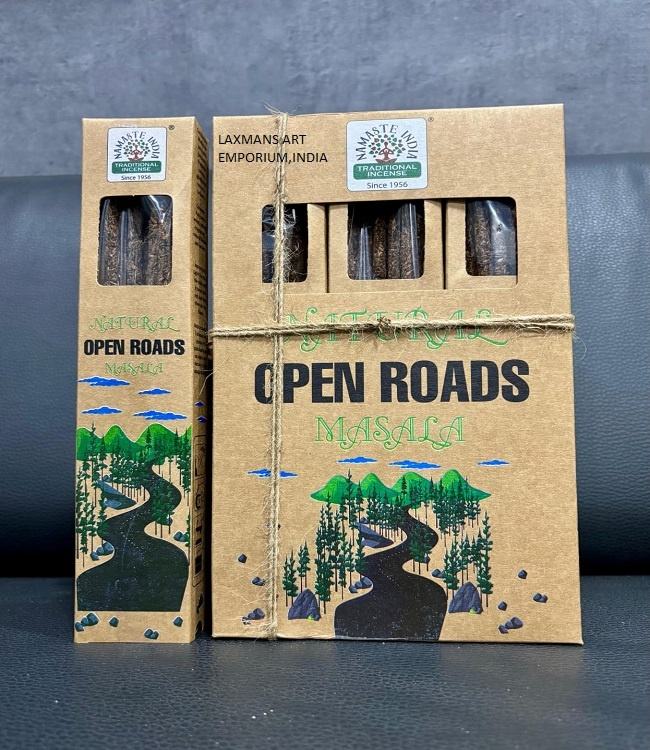 NAMASTE INDIA
®
TRADITIONAL
INCENSE
Since 1956
NATURAL
OPEN ROADS
MASALA
LAXMANS ART
EMPORIUM,INDIA
NAMASTE INDIA
®
TRADITIONAL
INCENSE
Since 1956
NATURAL
OPEN ROADS
MASALA